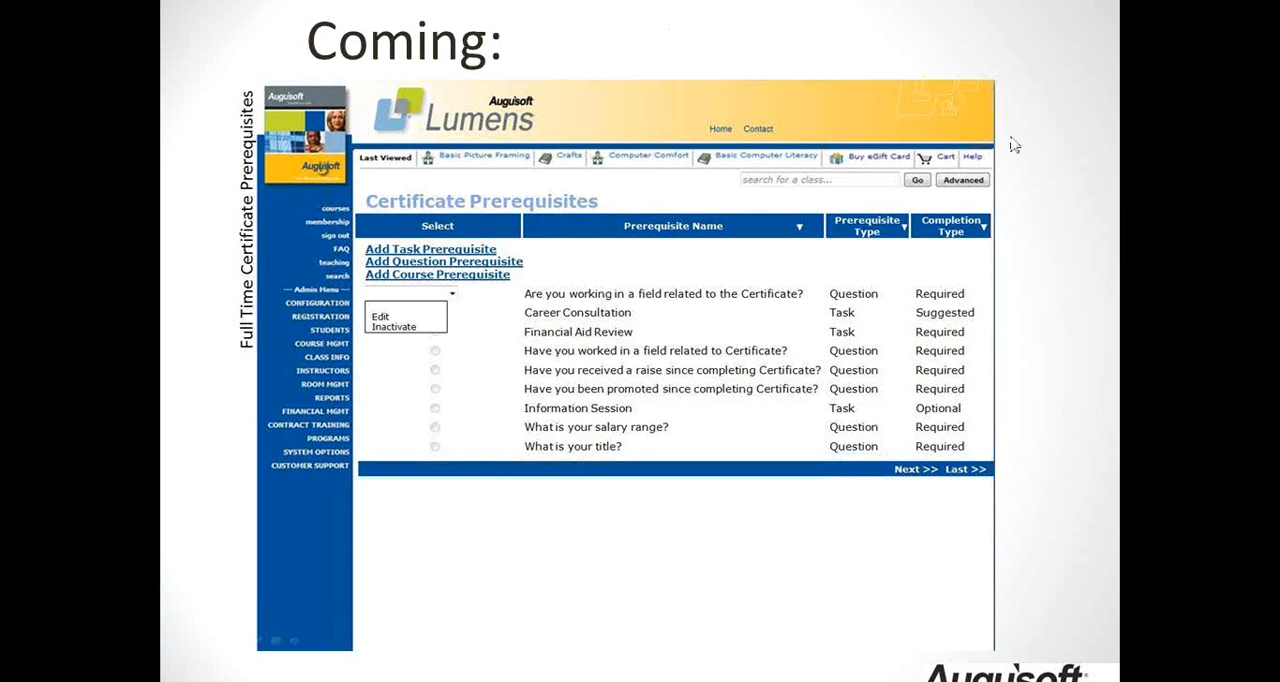 Coming:
Full Time Certificate Prerequisites
Augusoft
Augusoft
Augusoft
Lumens
Home Contact
Last Viewed Basic Picture Framing Crafts Computer Comfort Basic Computer Literacy Buy eGift Card Cart Help
search for a class... Go Advanced
courses
membership
sign out
FAQ
teaching
search
--- Admin Menu ---
CONFIGURATION
REGISTRATION
STUDENTS
COURSE MGMT
CLASS INFO
INSTRUCTORS
ROOM MGMT
REPORTS
FINANCIAL MGMT
CONTRACT TRAINING
PROGRAMS
SYSTEM OPTIONS
CUSTOMER SUPPORT
Certificate Prerequisites
Select Prerequisite Name Prerequisite Type Completion Type
Add Task Prerequisite
Add Question Prerequisite
Add Course Prerequisite
Are you working in a field related to the Certificate? Question Required
Edit
Inactivate
Career Consultation Task Suggested
Financial Aid Review Task Required
Have you worked in a field related to Certificate? Question Required
Have you received a raise since completing Certificate? Question Required
Have you been promoted since completing Certificate? Question Required
Information Session Task Optional
What is your salary range? Question Required
What is your title? Question Required
Next >> Last >>
Augusoft